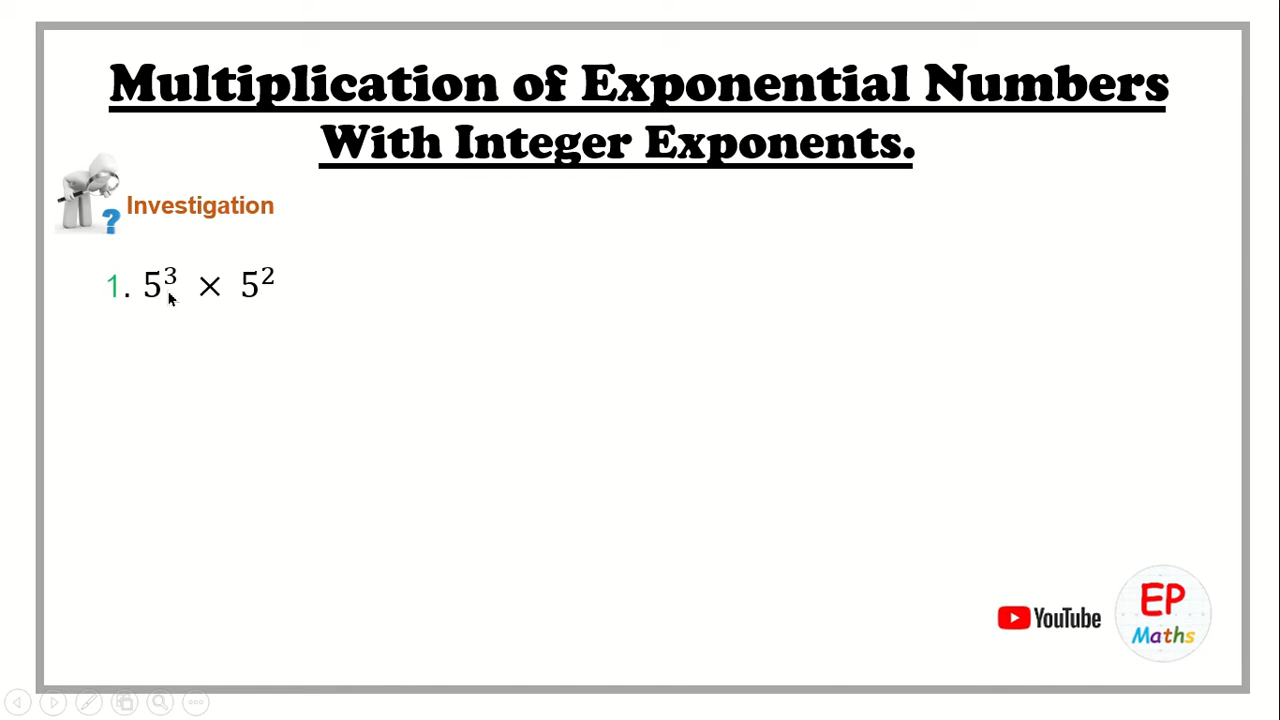 Multiplication of Exponential Numbers
With Integer Exponents.
?
Investigation
1. 5³ × 5²
YouTube
EP
Maths